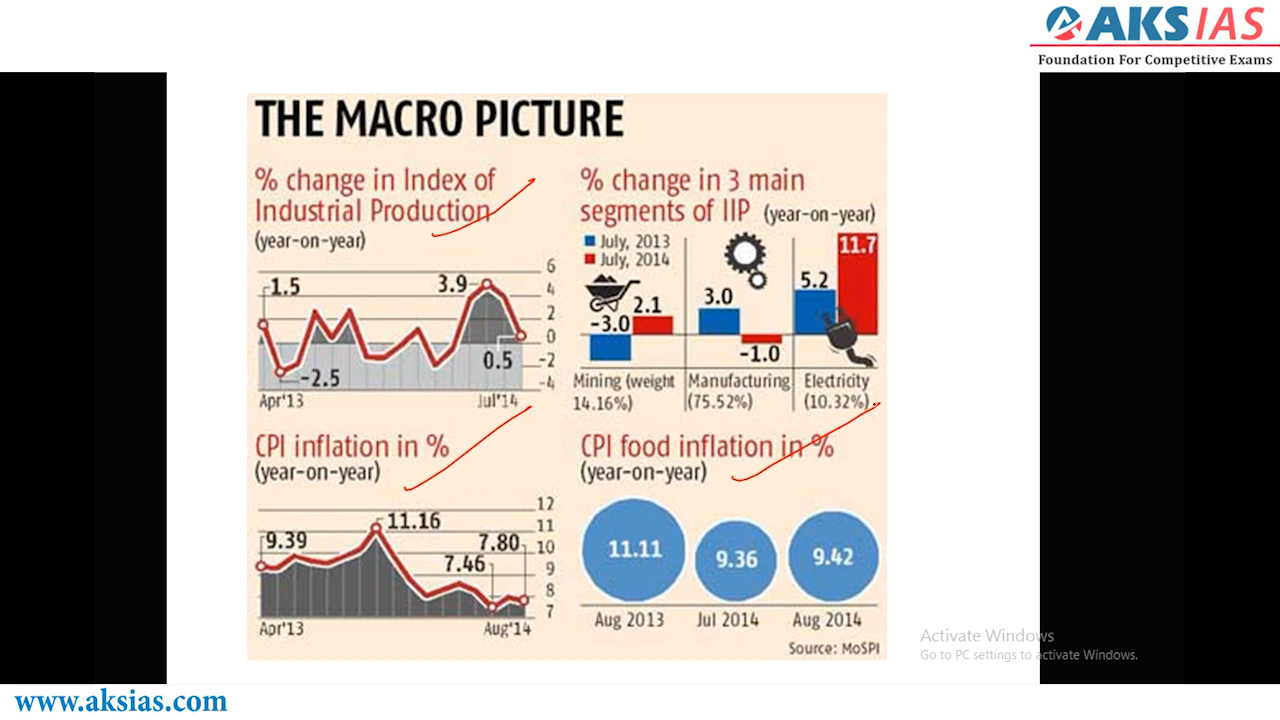 AKS IAS
Foundation For Competitive Exams
THE MACRO PICTURE
% change in Index of
Industrial Production
(year-on-year)
6
4
2
0
-2
-4
1.5
3.9
-2.5
0.5
Apr'13
Jul'14
% change in 3 main
segments of IIP (year-on-year)
July, 2013
July, 2014
-3.0
2.1
3.0
-1.0
5.2
11.7
Mining (weight
14.16%)
Manufacturing
(75.52%)
Electricity
(10.32%)
CPI inflation in %
(year-on-year)
12
11
10
9
8
7
9.39
11.16
7.46
7.80
Apr'13
Aug'14
CPI food inflation in %
(year-on-year)
11.11
9.36
9.42
Aug 2013
Jul 2014
Aug 2014
Source: MoSPI
Activate Windows
Go to PC settings to activate Windows.
www.aksias.com